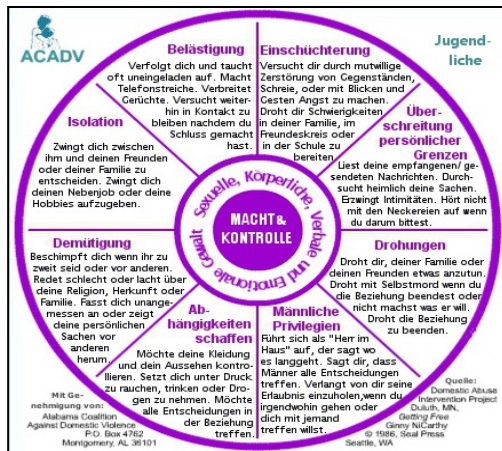 ACADV
Jugend-
liche
Belästigung
Verfolgt dich und taucht
oft uneingeladen auf. Macht
Telefonstreiche. Verbreitet
Gerüchte. Versucht weiter-
hin in Kontakt zu
bleiben nachdem du
Schluss gemacht
hast.
Einschüchterung
Versucht dir durch mutwillige
Zerstörung von Gegenständen,
Schreie, oder mit Blicken und
Gesten Angst zu machen.
Droht dir Schwierigkeiten
in deiner Familie, im
Freundeskreis oder
in der Schule zu
bereiten.
Über-
schreitung
persönlicher
Grenzen
Liest deine empfangenen/ ge-
sendeten Nachrichten. Durch-
sucht heimlich deine Sachen.
Erzwingt Intimitäten. Hört nicht
mit den Neckereien auf wenn
du darum bittest.
Drohungen
Droht dir, deiner Familie oder
deinen Freunden etwas anzutun.
Droht mit Selbstmord wenn du
die Beziehung beendest oder
nicht machst was er will.
Droht die Beziehung
zu beenden.
Männliche
Privilegien
Führt sich als "Herr im
Haus" auf, der sagt wo
es langgeht. Sagt dir, dass
Männer alle Entscheidungen
treffen. Verlangt von dir seine
Erlaubnis einzuholen,wenn du
irgendwohin gehen oder
dich mit jemand
treffen willst.
Ab-
hängigkeiten
schaffen
Möchte deine Kleidung
und dein Aussehen kont-
rollieren. Setzt dich unter Druck
zu rauchen, trinken oder Dro-
gen zu nehmen. Möchte
alle Entscheidungen in
der Beziehung
treffen.
Demütigung
Beschimpft dich wenn ihr zu
zweit seid oder vor anderen.
Redet schlecht oder lacht über
deine Religion, Herkunft oder
Familie. Fasst dich unange-
messen an oder zeigt
deine persönlichen
Sachen vor
anderen
herum.
Isolation
Zwingt dich zwischen
ihm und deinen Freunden
oder deiner Familie zu
entscheiden. Zwingt dich
deinen Nebenjob oder deine
Hobbies aufzugeben.
Sexuelle, Körperliche, Verbale und Emotionale Gewalt
MACHT &
KONTROLLE
Mit Ge-
nehmigung von:
Alabama Coalition
Against Domestic Violence
P.O. Box 4762
Montgomery, AL 36101
Quelle:
Domestic Abuse
Intervention Project
Duluth, MN,
Getting Free
Ginny NiCarthy
© 1986, Seal Press
Seattle, WA